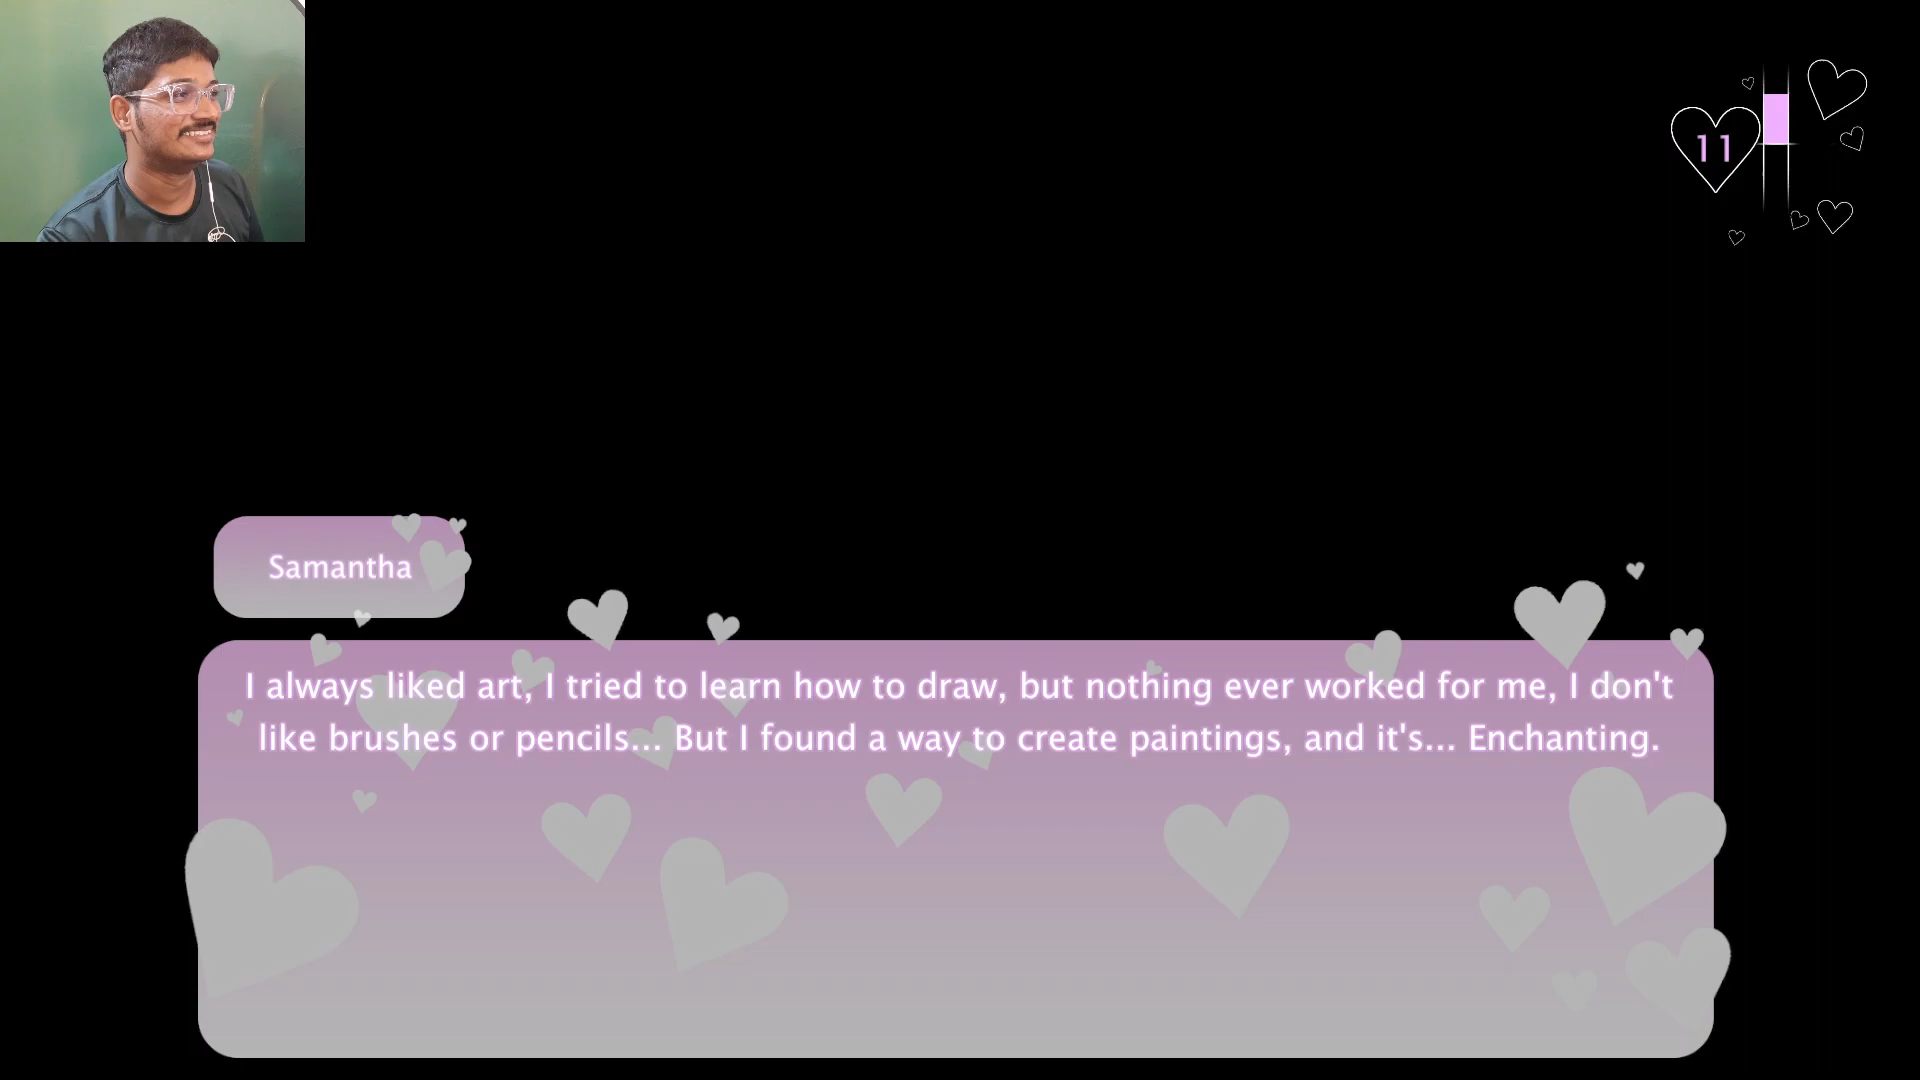 11
Samantha
I always liked art, I tried to learn how to draw, but nothing ever worked for me, I don't
like brushes or pencils... But I found a way to create paintings, and it's... Enchanting.